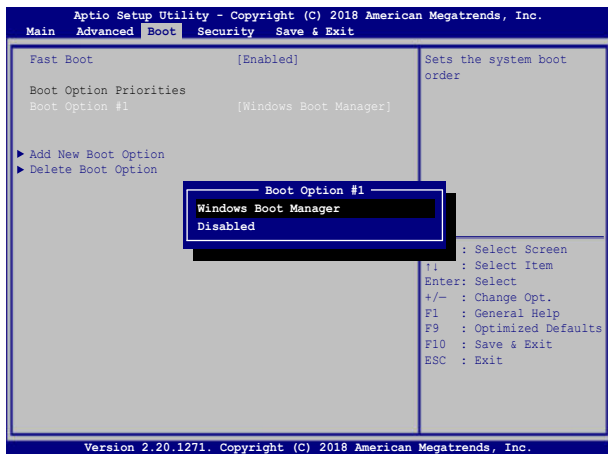 Aptio Setup Utility - Copyright (C) 2018 American Megatrends, Inc.
Main Advanced Boot Security Save & Exit
Fast Boot [Enabled]
Boot Option Priorities
Boot Option #1 [Windows Boot Manager]
▶ Add New Boot Option
▶ Delete Boot Option
Boot Option #1
Windows Boot Manager
Disabled
Sets the system boot
order
: Select Screen
↑↓ : Select Item
Enter: Select
+/— : Change Opt.
F1 : General Help
F9 : Optimized Defaults
F10 : Save & Exit
ESC : Exit
Version 2.20.1271. Copyright (C) 2018 American Megatrends, Inc.